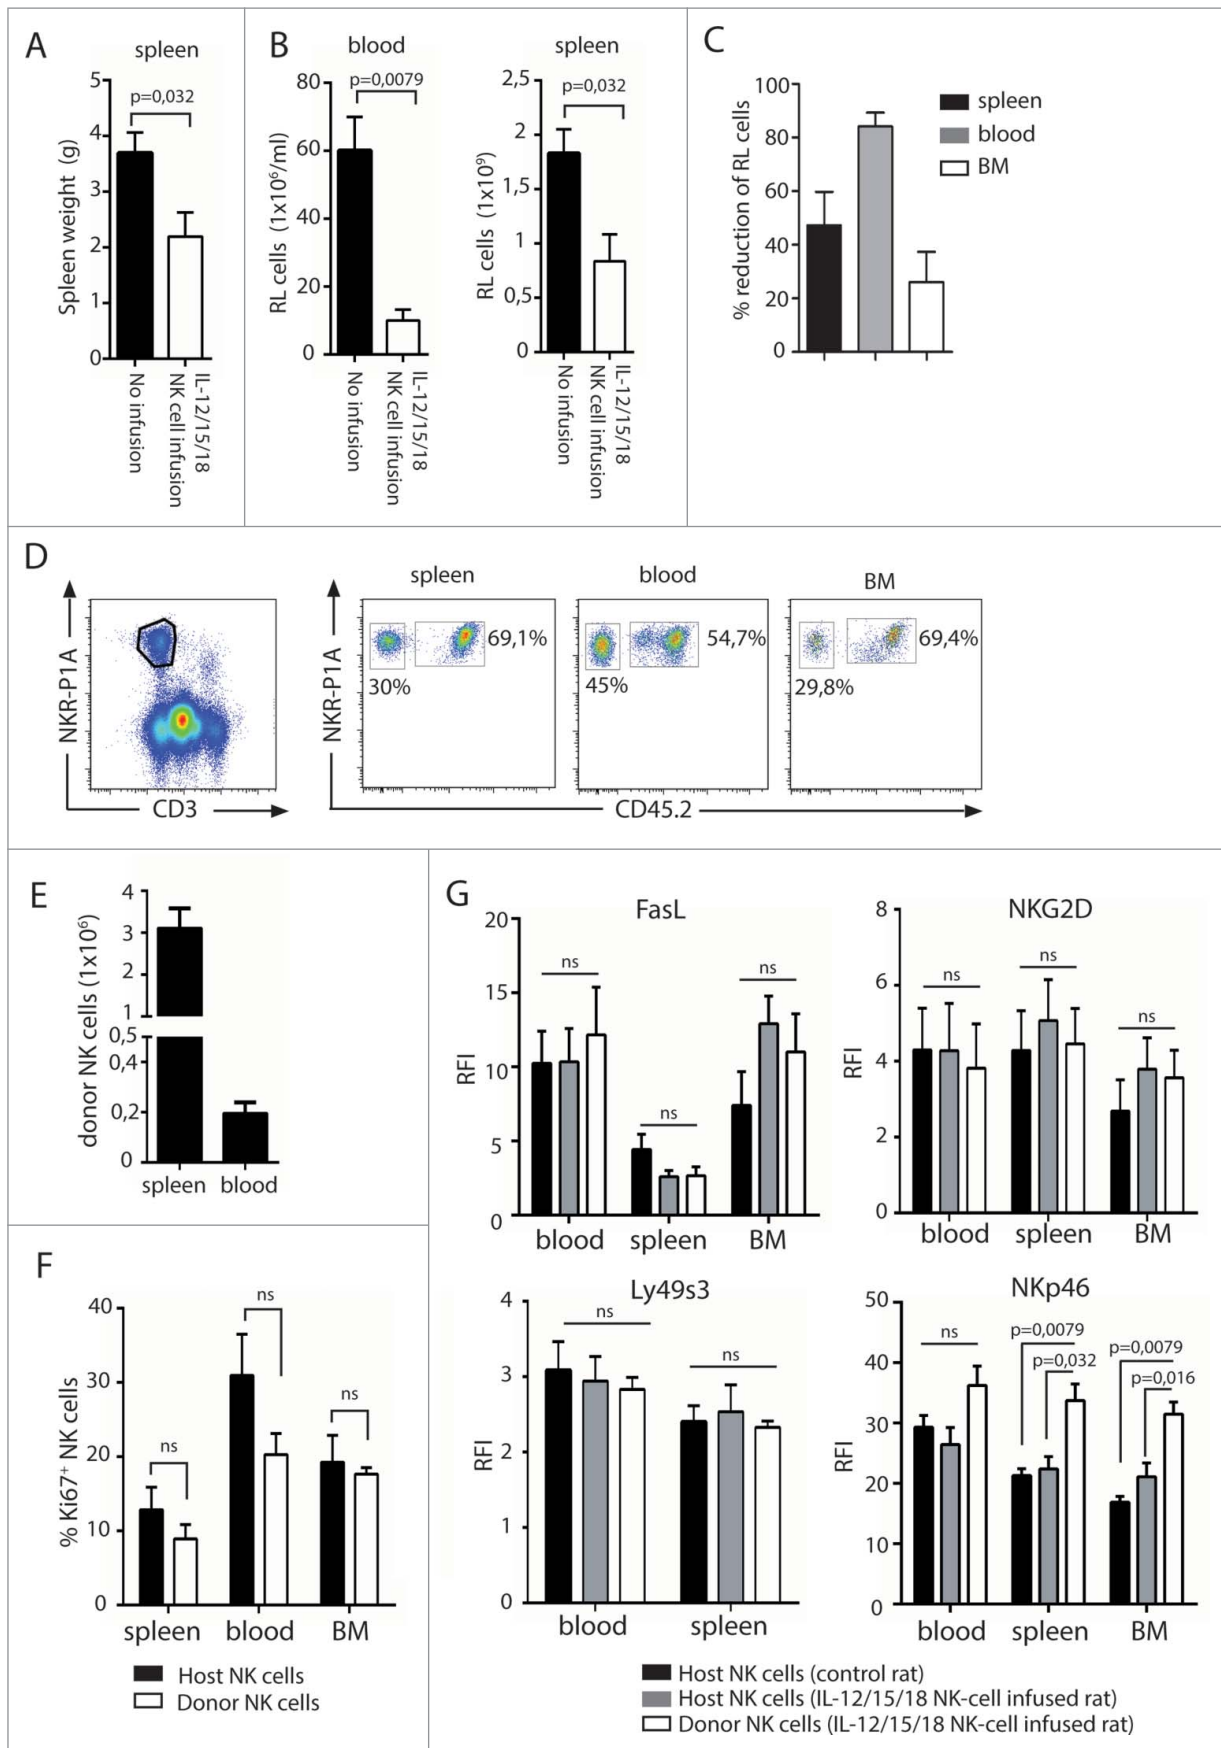 A
spleen
5
4
3
2
1
0
Spleen weight (g)
p=0,032
No infusion
IL-12/15/18
NK cell infusion
B
blood
80
60
40
20
0
RL cells (1x10⁶/ml)
p=0,0079
No infusion
IL-12/15/18
NK cell infusion
spleen
2,5
2
1,5
1
0,5
0
RL cells (1x10⁹)
p=0,032
No infusion
IL-12/15/18
NK cell infusion
C
100
80
60
40
20
0
% reduction of RL cells
spleen
blood
BM
D
NKR-P1A
CD3
NKR-P1A
spleen
69,1%
30%
blood
54,7%
45%
BM
69,4%
29,8%
CD45.2
E
4
3
2
1
0,5
0,4
0,2
0
donor NK cells (1x10⁶)
spleen blood
F
40
30
20
10
0
% Ki67⁺ NK cells
ns
ns
ns
spleen blood BM
Host NK cells
Donor NK cells
G
FasL
20
15
10
5
0
RFI
ns
ns
ns
blood spleen BM
NKG2D
8
6
4
2
0
RFI
ns
ns
ns
blood spleen BM
Ly49s3
4
3
2
1
0
RFI
ns
ns
blood spleen
NKp46
50
40
30
20
10
0
RFI
ns
p=0,0079
p=0,032
p=0,0079
p=0,016
blood spleen BM
Host NK cells (control rat)
Host NK cells (IL-12/15/18 NK-cell infused rat)
Donor NK cells (IL-12/15/18 NK-cell infused rat)